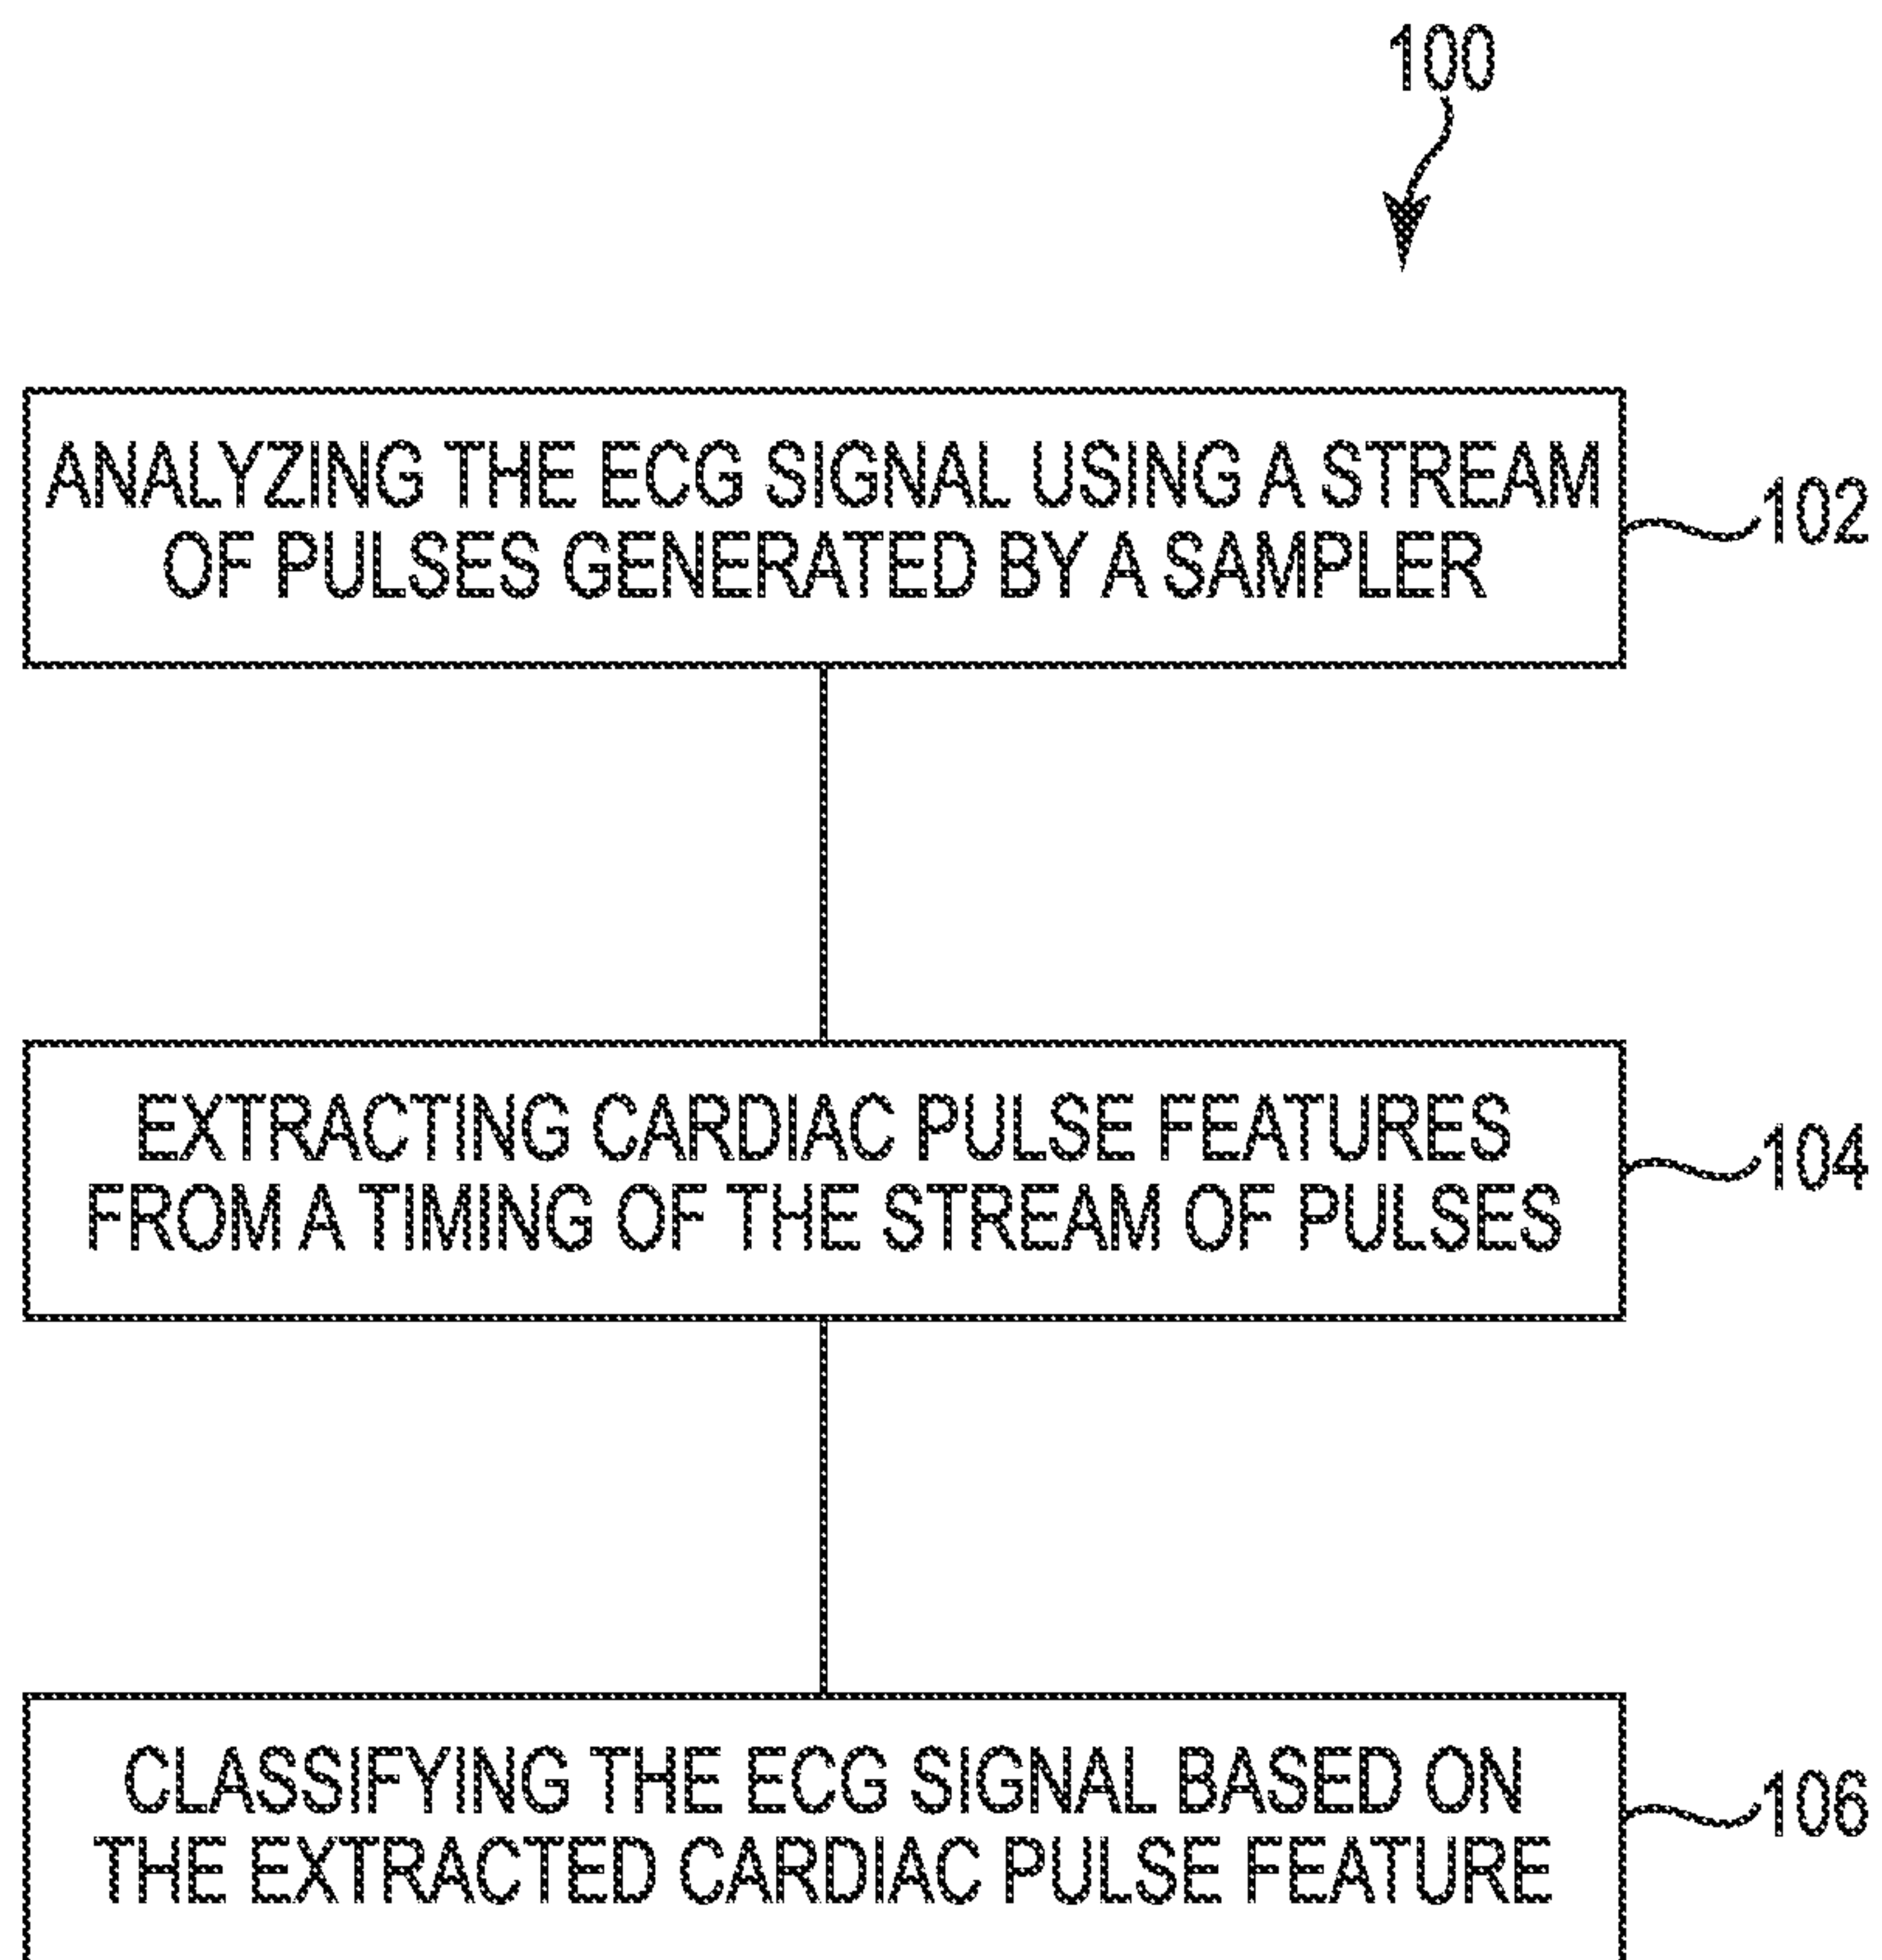 100
ANALYZING THE ECG SIGNAL USING A STREAM
OF PULSES GENERATED BY A SAMPLER
102
EXTRACTING CARDIAC PULSE FEATURES
FROM A TIMING OF THE STREAM OF PULSES
104
CLASSIFYING THE ECG SIGNAL BASED ON
THE EXTRACTED CARDIAC PULSE FEATURE
106